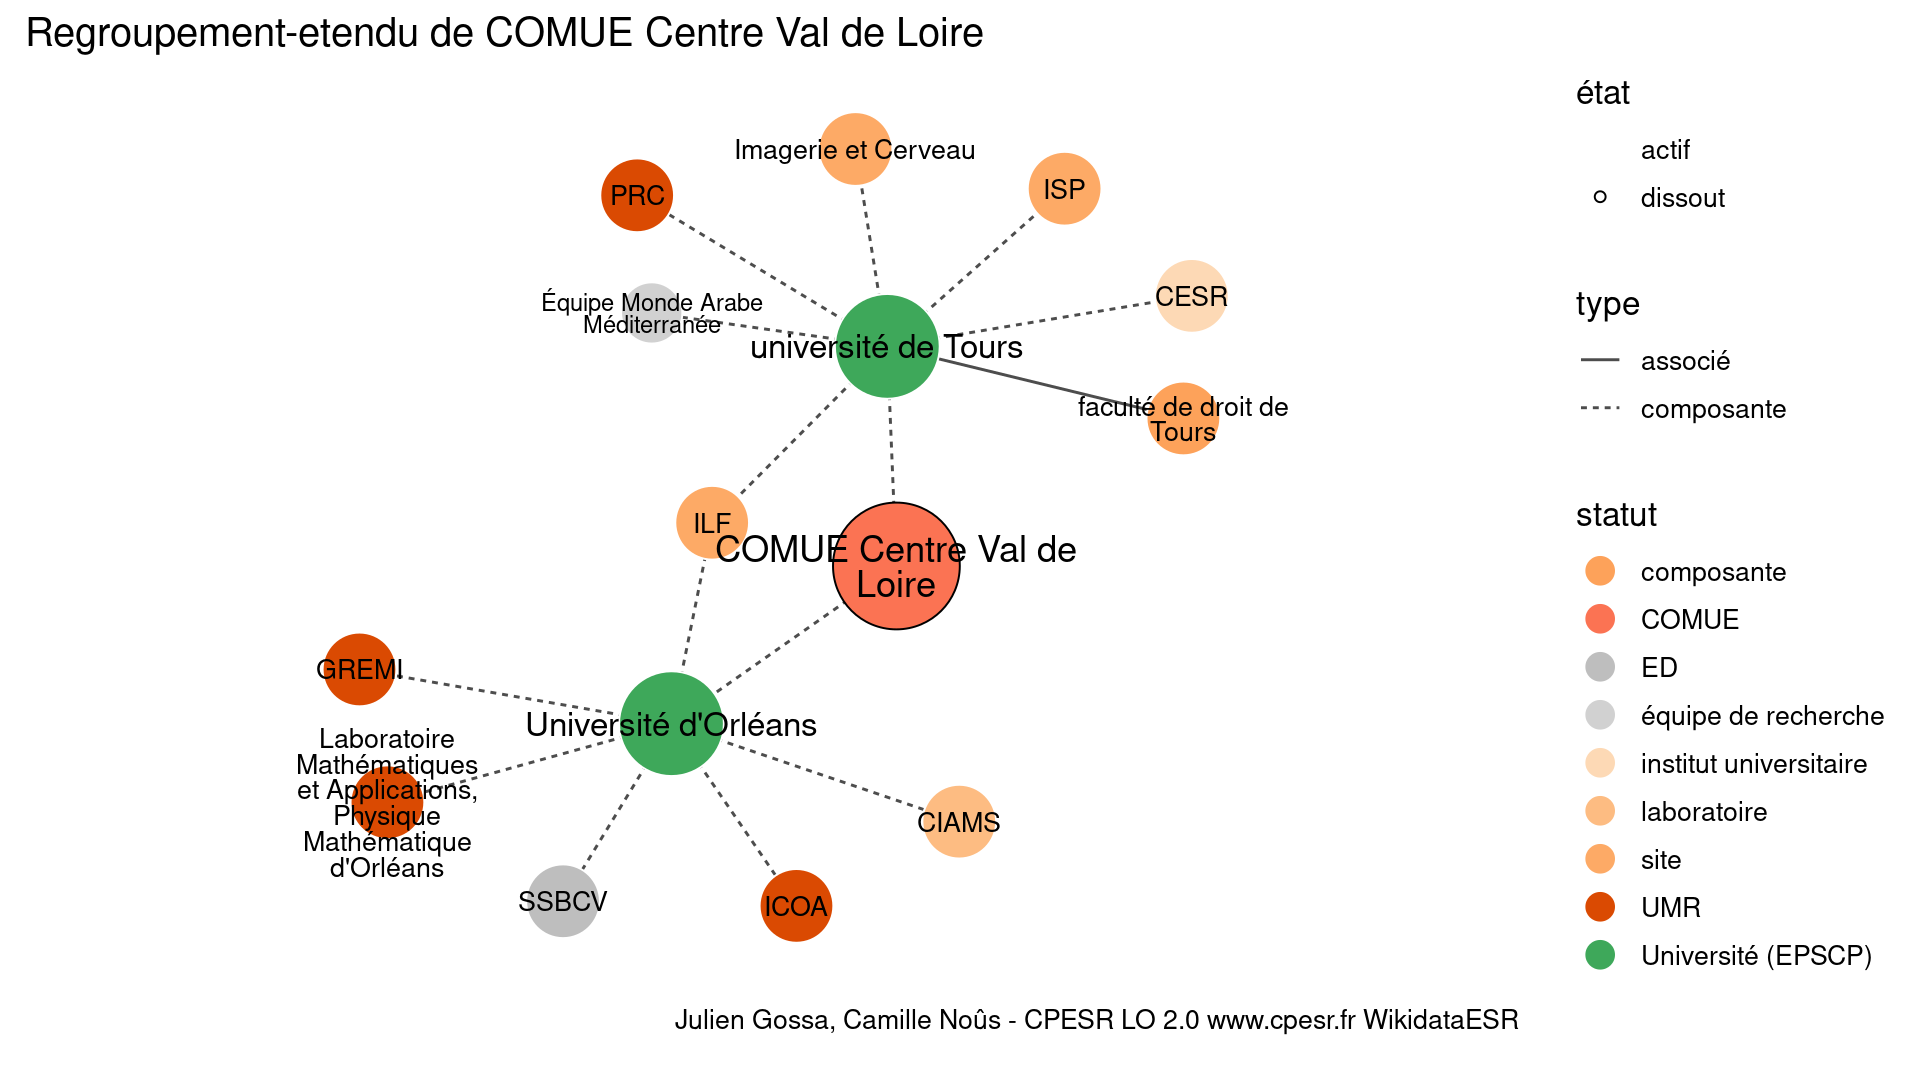 Regroupement-etendu de COMUE Centre Val de Loire
Imagerie et Cerveau
PRC
ISP
CESR
Équipe Monde Arabe
Méditerranée
université de Tours
faculté de droit de
Tours
ILF
COMUE Centre Val de
Loire
GREMI
Université d'Orléans
Laboratoire
Mathématiques
et Applications,
Physique
Mathématique
d'Orléans
CIAMS
SSBCV
ICOA
état
actif
dissout
type
associé
composante
statut
composante
COMUE
ED
équipe de recherche
institut universitaire
laboratoire
site
UMR
Université (EPSCP)
Julien Gossa, Camille Noûs - CPESR LO 2.0 www.cpesr.fr WikidataESR